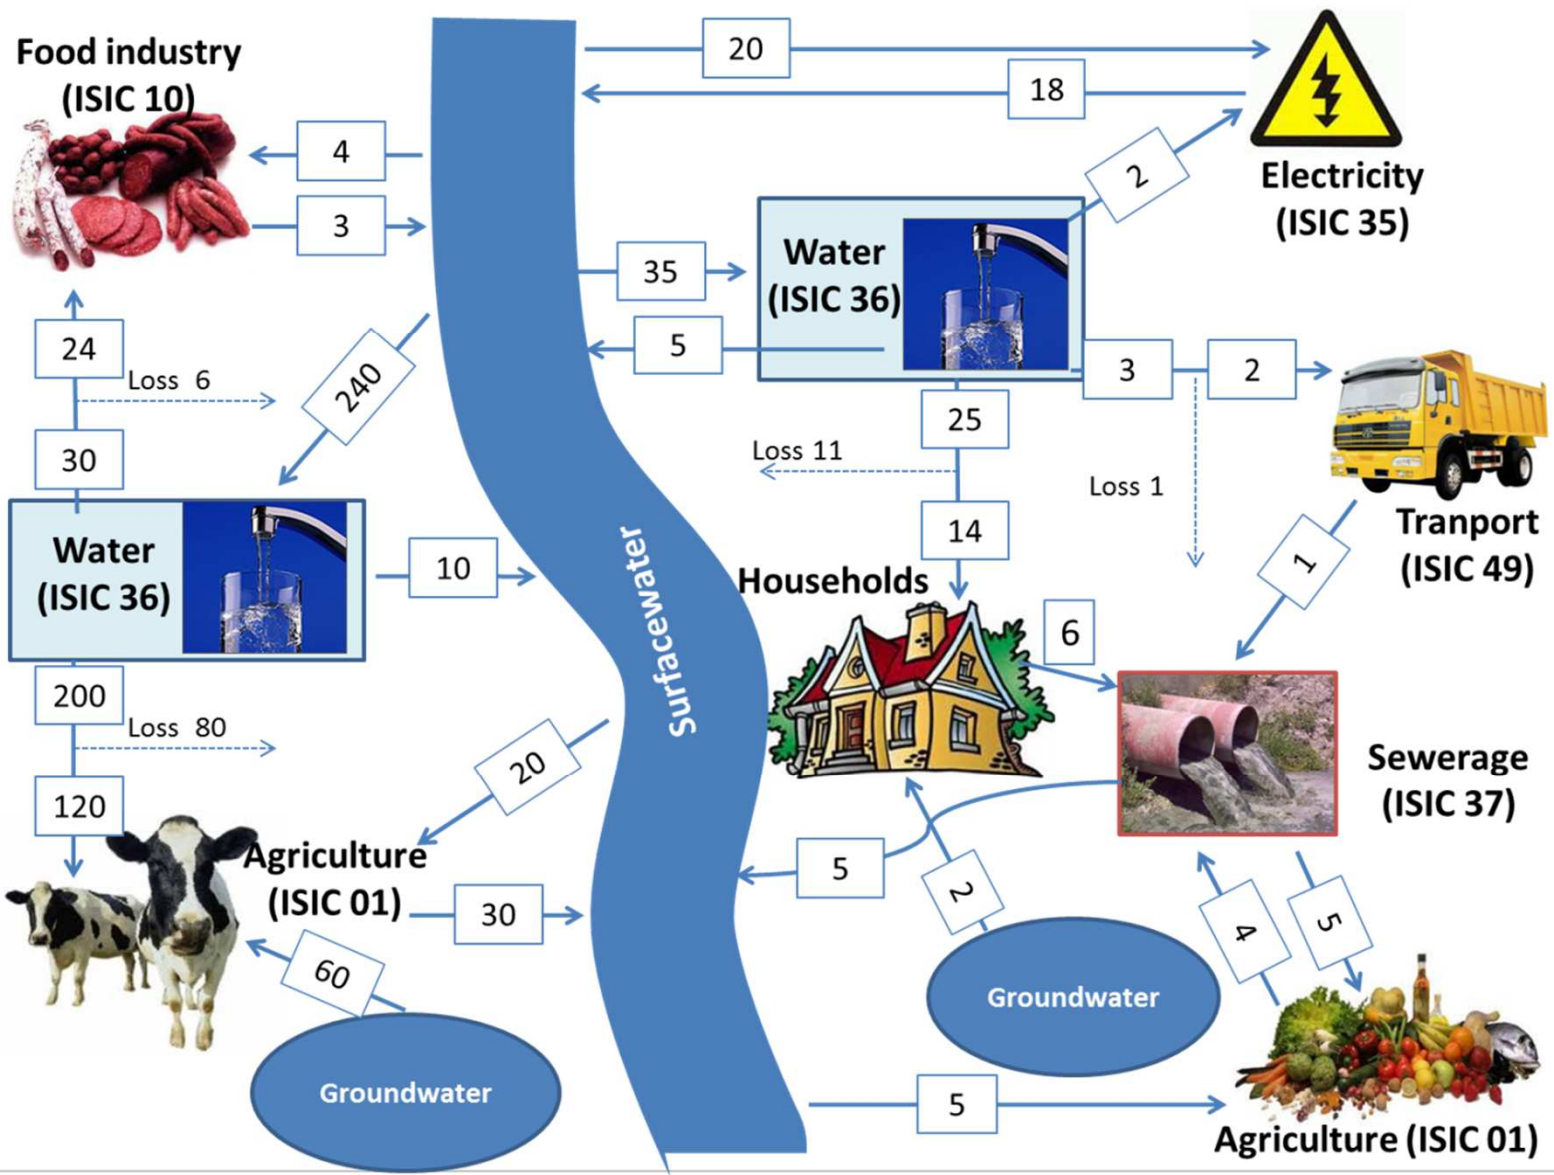 Food industry
(ISIC 10)
20
18
4
3
2
Electricity
(ISIC 35)
Water
(ISIC 36)
35
5
24
Loss 6
30
240
3
2
25
Loss 11
14
Loss 1
Tranport
(ISIC 49)
1
Water
(ISIC 36)
10
Surfacewater
Households
6
200
Loss 80
120
20
Sewerage
(ISIC 37)
5
2
4
5
Agriculture
(ISIC 01)
30
60
Groundwater
Groundwater
5
Agriculture (ISIC 01)